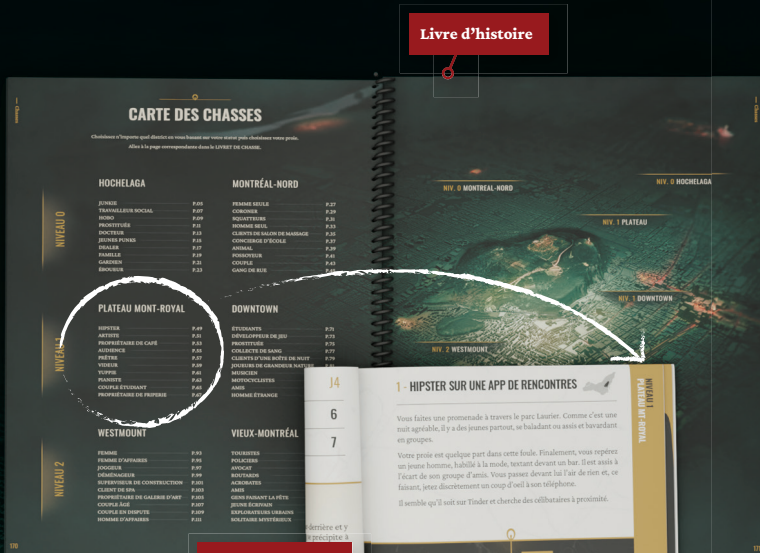 Livre d'histoire
— Chasses
CARTE DES CHASSES
Choisissez n'importe quel district en vous basant sur votre statut puis choisissez votre proie.
Allez à la page correspondante dans le LIVRET DE CHASSE.
NIVEAU 0
HOCHELAGA
JUNKIE P.05
TRAVAILLEUR SOCIAL P.07
HOBO P.09
PROSTITUÉE P.11
DOCTEUR P.13
JEUNES PUNKS P.15
DEALER P.17
FAMILLE P.19
GARDIEN P.21
ÉBOUEUR P.23
MONTRÉAL-NORD
FEMME SEULE P.27
CORONER P.29
SQUATTEURS P.31
HOMME SEUL P.33
CLIENTS DE SALON DE MASSAGE P.35
CONCIERGE D'ÉCOLE P.37
ANIMAL P.39
FOSSOYEUR P.41
COUPLE P.43
GANG DE RUE
PLATEAU MONT-ROYAL
HIPSTER P.49
ARTISTE P.51
PROPRIÉTAIRE DE CAFÉ P.53
AUDIENCE P.55
PRÊTRE P.57
VIDEUR P.59
YUPPIE P.61
PIANISTE P.63
COUPLE ÉTUDIANT P.65
PROPRIÉTAIRE DE FRIPERIE P.67
DOWNTOWN
ÉTUDIANTS P.71
DÉVELOPPEUR DE JEU P.73
PROSTITUÉE P.75
COLLECTE DE SANG P.77
CLIENTS D'UNE BOÎTE DE NUIT P.79
JOUEURS DE GRANDEUR NATURE
MUSICIEN
MOTOCYCLISTES
AMIS
HOMME ÉTRANGE
NIVEAU 2
WESTMOUNT
FEMME P.93
FEMME D'AFFAIRES P.95
JOGGEUR P.97
DÉMÉNAGEUR P.99
SUPERVISEUR DE CONSTRUCTION P.101
CLIENT DE SPA P.103
PROPRIÉTAIRE DE GALERIE D'ART P.105
COUPLE ÂGÉ P.107
COUPLE EN DISPUTE P.109
HOMME D'AFFAIRES P.111
VIEUX-MONTRÉAL
TOURISTES
POLICIERS
AVOCAT
ROUTARDS
ACROBATES
AMIS
GENS FAISANT LA FÊTE
JEUNE ÉCRIVAIN
EXPLORATEURS URBAINS
SOLITAIRE MYSTÉRIEUX
170
NIV. 0 MONTREAL-NORD
NIV. 0 HOCHELAGA
NIV. 1 PLATEAU
NIV. 1 DOWNTOWN
NIV. 2 WESTMOUNT
J4
6
7
1 - HIPSTER SUR UNE APP DE RENCONTRES
Vous faites une promenade à travers le parc Laurier. Comme c'est une
nuit agréable, il y a des jeunes partout, se baladant ou assis et bavardant
en groupes.
Votre proie est quelque part dans cette foule. Finalement, vous repérez
un jeune homme, habillé à la mode, textant devant un bar. Il est assis à
l'écart de son groupe d'amis. Vous passez devant lui l'air de rien et, ce
faisant, jetez discrètement un coup d'oeil à son téléphone.
Il semble qu'il soit sur Tinder et cherche des célibataires à proximité.
NIVEAU 1
PLATEAU MT-ROYAL
et y
précipite à